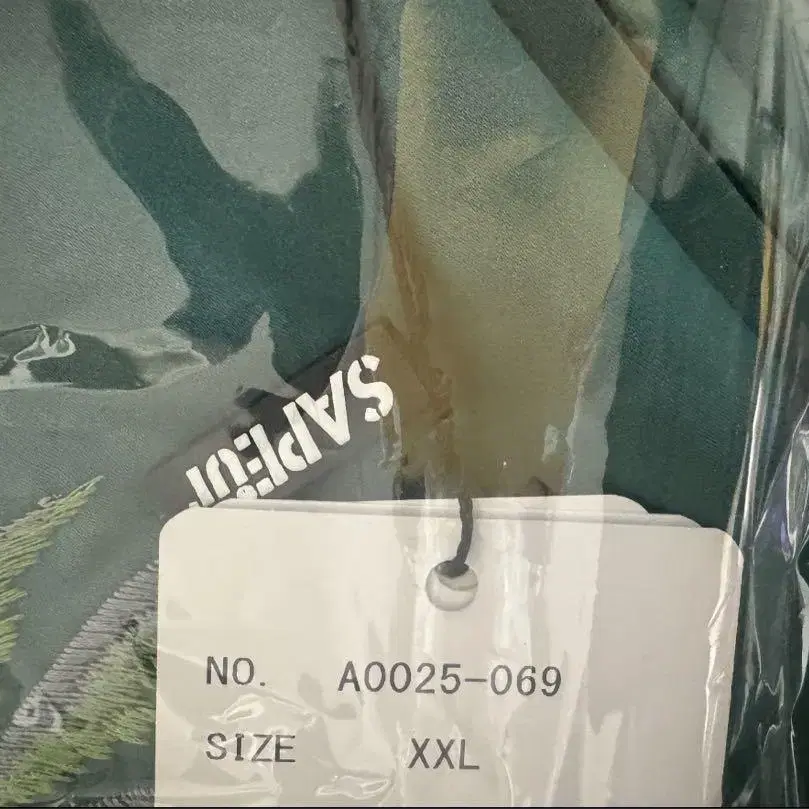 SAPEur
NO. A0025-069
SIZE XXL